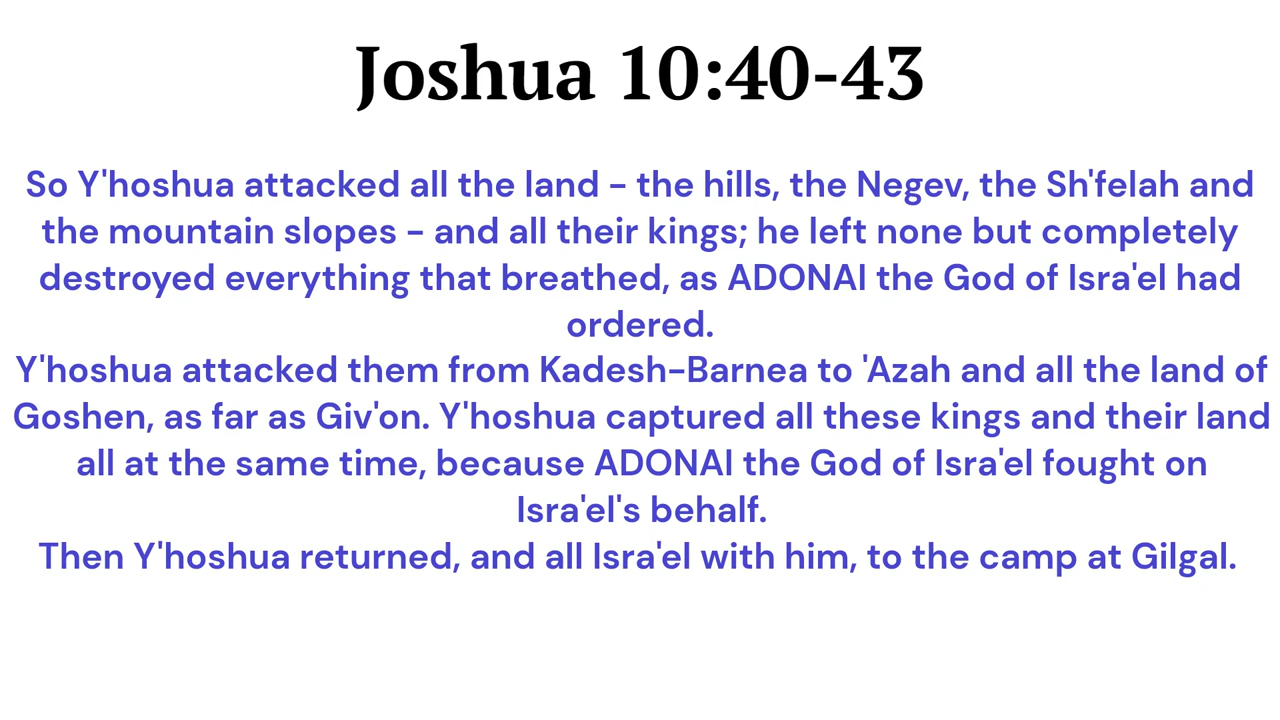 Joshua 10:40-43
So Y'hoshua attacked all the land - the hills, the Negev, the Sh'felah and
the mountain slopes - and all their kings; he left none but completely
destroyed everything that breathed, as ADONAI the God of Isra'el had
ordered.
Y'hoshua attacked them from Kadesh-Barnea to 'Azah and all the land of
Goshen, as far as Giv'on. Y'hoshua captured all these kings and their land
all at the same time, because ADONAI the God of Isra'el fought on
Isra'el's behalf.
Then Y'hoshua returned, and all Isra'el with him, to the camp at Gilgal.